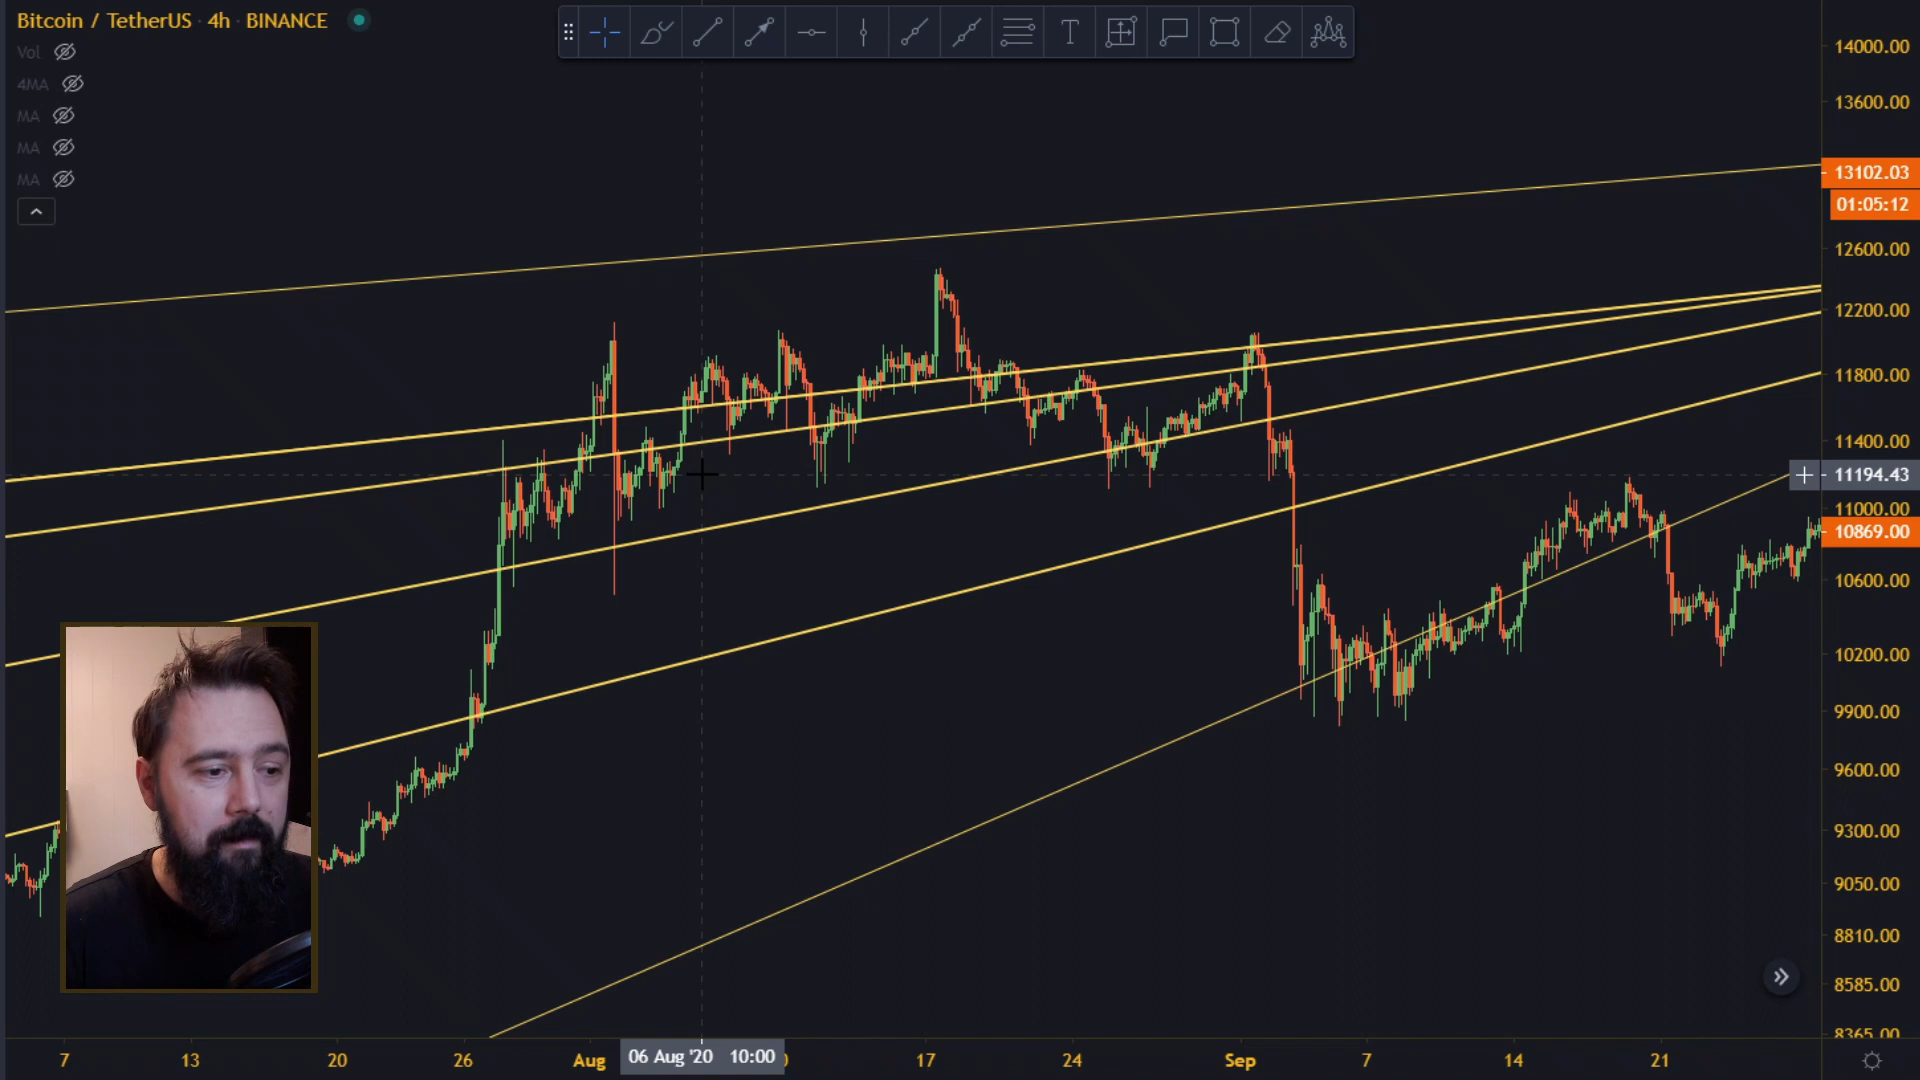 Bitcoin / TetherUS · 4h · BINANCE
Vol
4MA
MA
MA
MA
T
14000.00
13600.00
13102.03
01:05:12
12600.00
12200.00
11800.00
11400.00
11194.43
11000.00
10869.00
10600.00
10200.00
9900.00
9600.00
9300.00
9050.00
8810.00
8585.00
8365.00
7 13 20 26 Aug 06 Aug '20 10:00 17 24 Sep 7 14 21